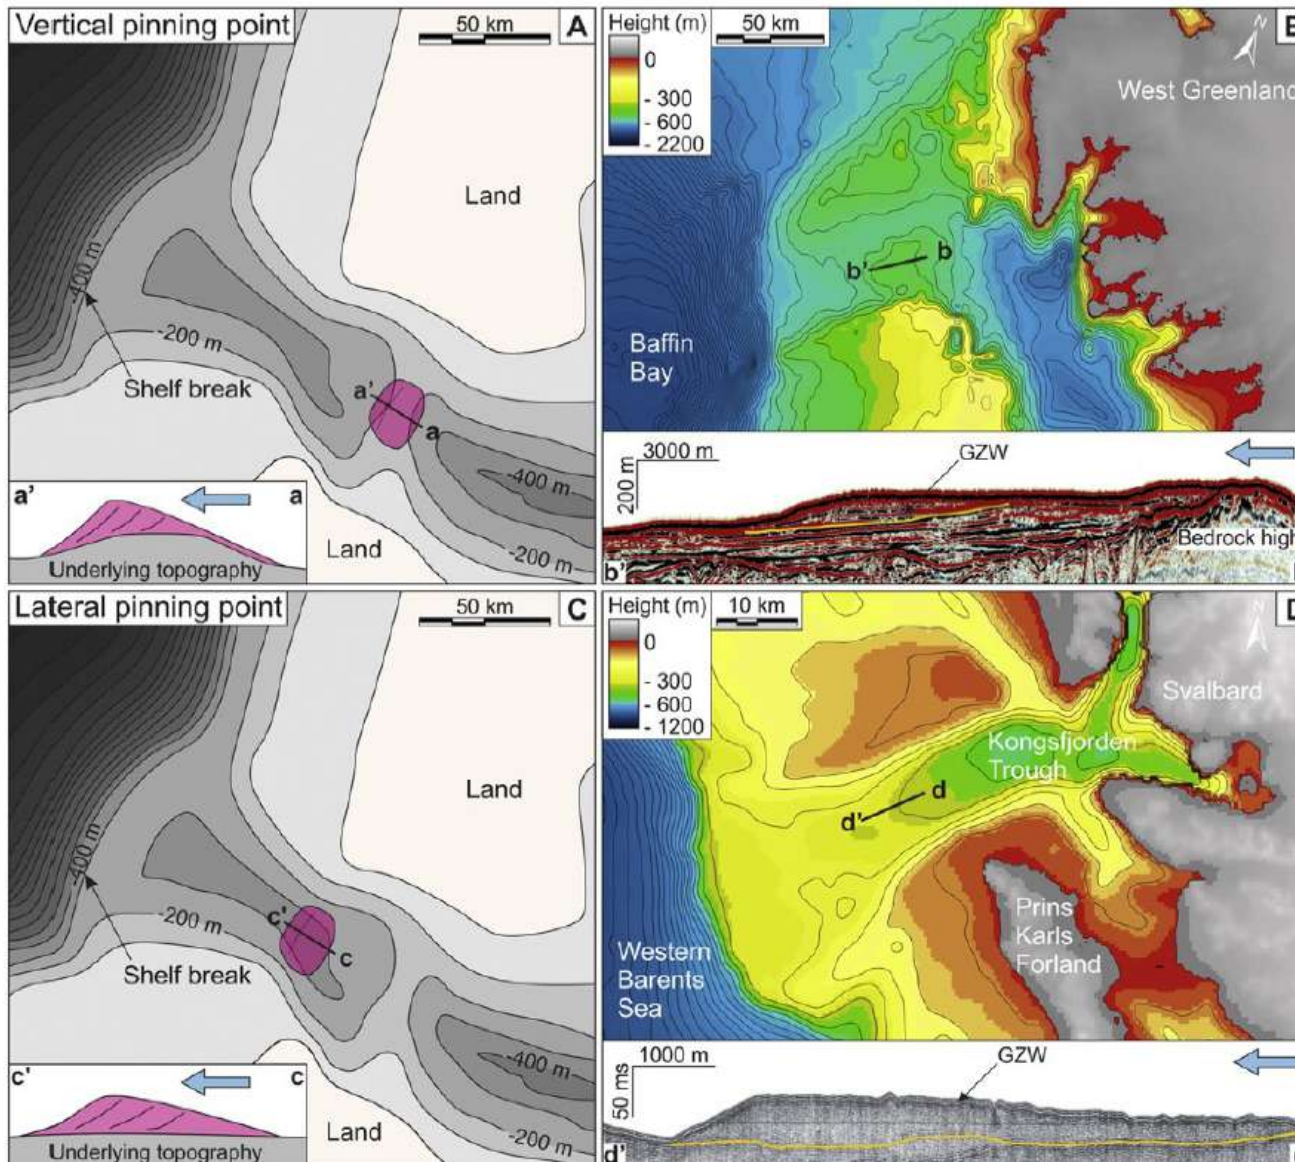 Vertical pinning point
50 km
A
Land
-400 m
-200 m
Shelf break
a'
a
-400 m
-200 m
a'
a
Land
Underlying topography
Height (m)
0
- 300
- 600
- 2200
50 km
N
West Greenland
b'
b
Baffin
Bay
3000 m
200 m
GZW
Bedrock high
b'
Lateral pinning point
50 km
C
Land
-400 m
-200 m
Shelf break
c'
c
-400 m
-200 m
c'
c
Land
Underlying topography
Height (m)
0
- 300
- 600
- 1200
10 km
D
N
Svalbard
Kongsfjorden
Trough
d
d'
Prins
Karls
Forland
Western
Barents
Sea
1000 m
50 ms
GZW
d'